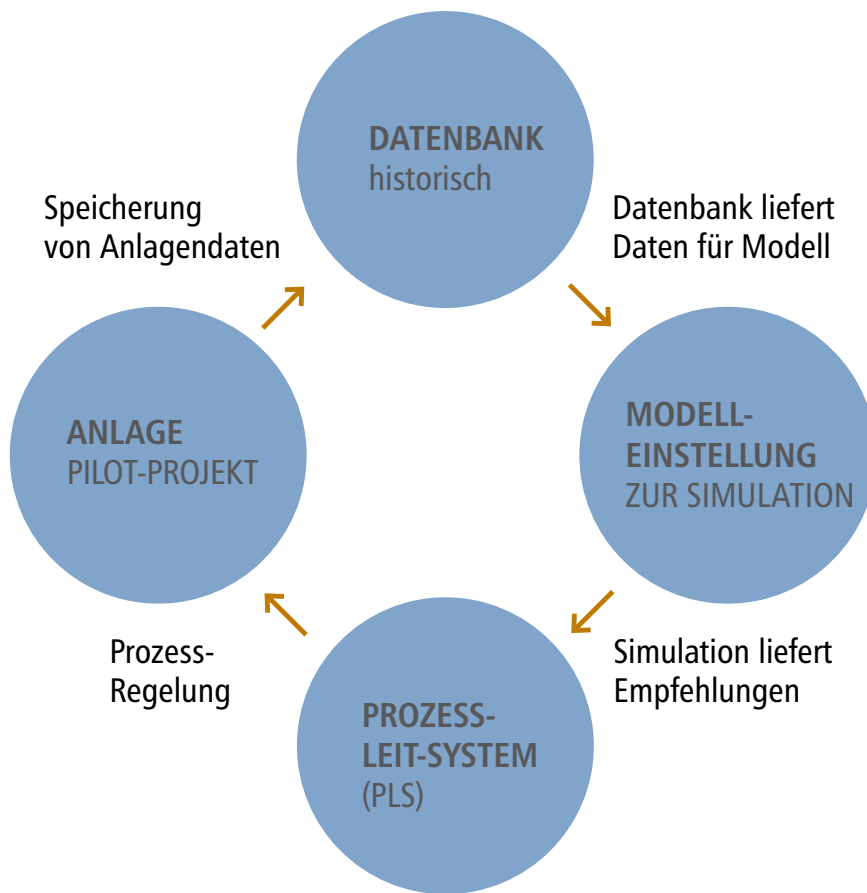 DATENBANK
historisch
Speicherung
von Anlagendaten
Datenbank liefert
Daten für Modell
ANLAGE
PILOT-PROJEKT
MODELL-
EINSTELLUNG
ZUR SIMULATION
Prozess-
Regelung
Simulation liefert
Empfehlungen
PROZESS-
LEIT-SYSTEM
(PLS)